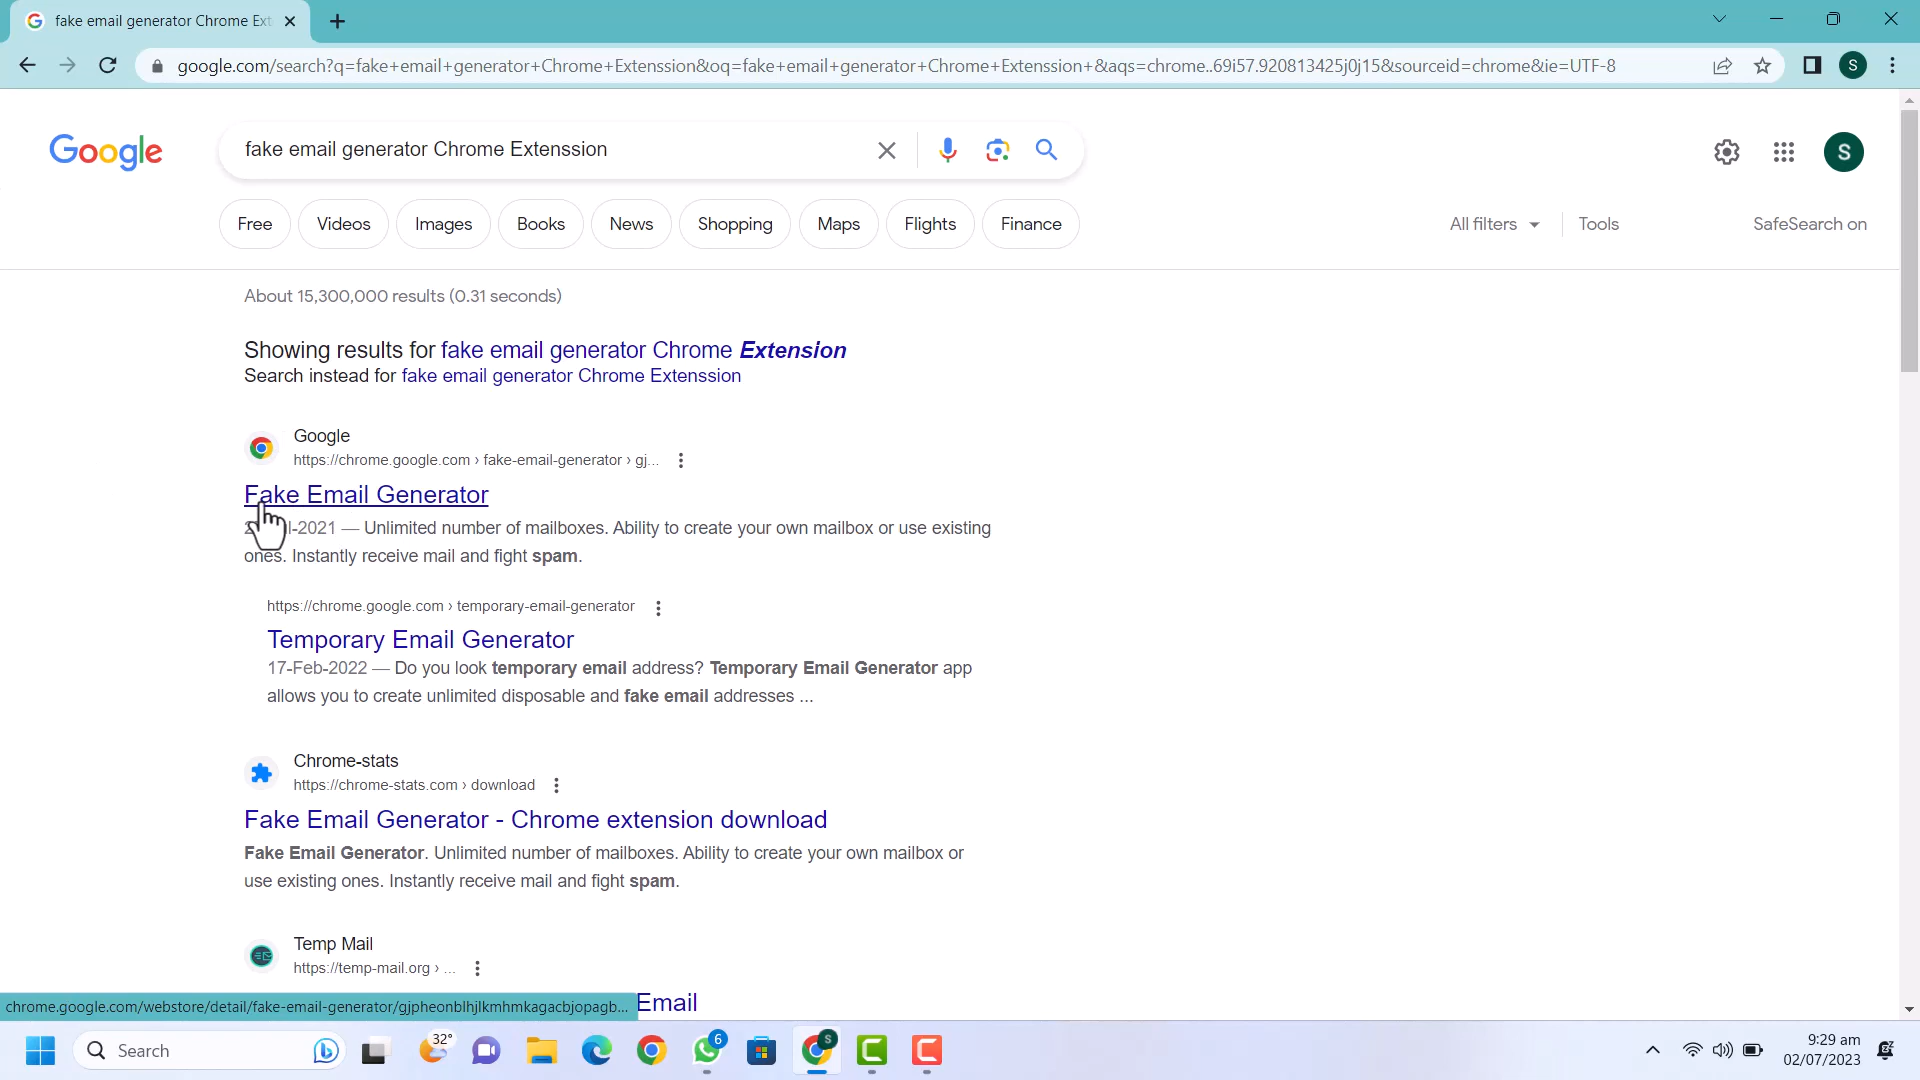 fake email generator Chrome Ext
google.com/search?q=fake+email+generator+Chrome+Extenssion&oq=fake+email+generator+Chrome+Extenssion+&aqs=chrome..69i57.920813425j0j15&sourceid=chrome&ie=UTF-8
S
Google
fake email generator Chrome Extenssion
S
Free
Videos
Images
Books
News
Shopping
Maps
Flights
Finance
All filters
Tools
SafeSearch on
About 15,300,000 results (0.31 seconds)
Showing results for fake email generator Chrome Extension
Search instead for fake email generator Chrome Extenssion
Google
https://chrome.google.com › fake-email-generator › gj...
Fake Email Generator
-2021 — Unlimited number of mailboxes. Ability to create your own mailbox or use existing
ones. Instantly receive mail and fight spam.
https://chrome.google.com › temporary-email-generator
Temporary Email Generator
17-Feb-2022 — Do you look temporary email address? Temporary Email Generator app
allows you to create unlimited disposable and fake email addresses ...
Chrome-stats
https://chrome-stats.com › download
Fake Email Generator - Chrome extension download
Fake Email Generator. Unlimited number of mailboxes. Ability to create your own mailbox or
use existing ones. Instantly receive mail and fight spam.
Temp Mail
https://temp-mail.org › ...
Email
chrome.google.com/webstore/detail/fake-email-generator/gjpheonblhjlkmhmkagacbjopagb...
Search
32°
6
S
9:29 am
02/07/2023